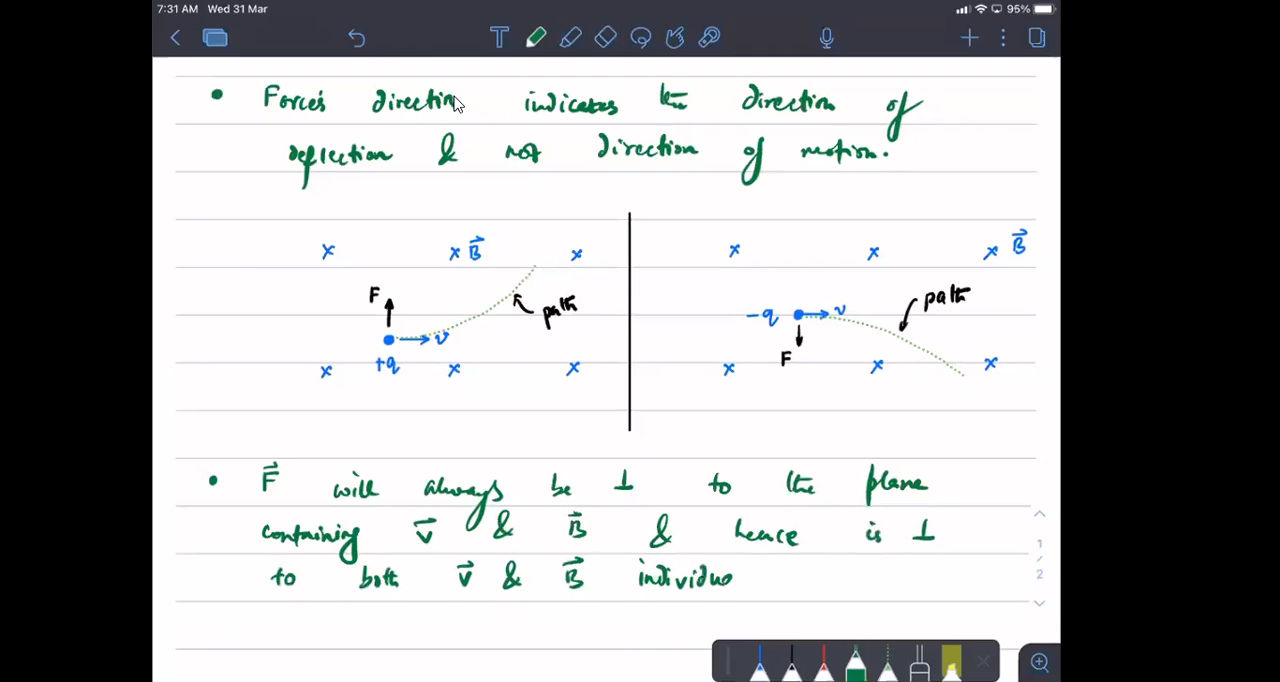 7:31 AM Wed 31 Mar
95%
• Force's direction indicates the direction of
deflection & not direction of motion.
x x B⃗ x
F
path
v
+q
x x x
x x x B⃗
path
-q v
F
x x x
• F⃗ will always be ⊥ to the plane
containing v⃗ & B⃗ & hence is ⊥
to both v⃗ & B⃗ individuo
1
/
2